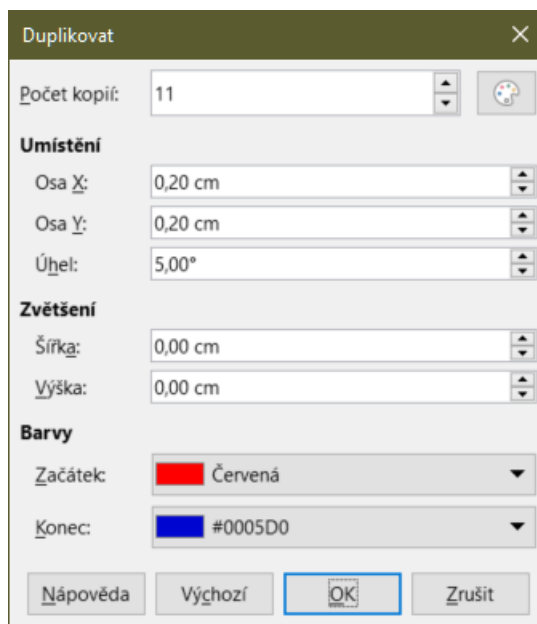 Duplikovat
Počet kopií: 11
Umístění
Osa X: 0,20 cm
Osa Y: 0,20 cm
Úhel: 5,00°
Zvětšení
Šířka: 0,00 cm
Výška: 0,00 cm
Barvy
Začátek: Červená
Konec: #0005D0
Nápověda Výchozí OK Zrušit